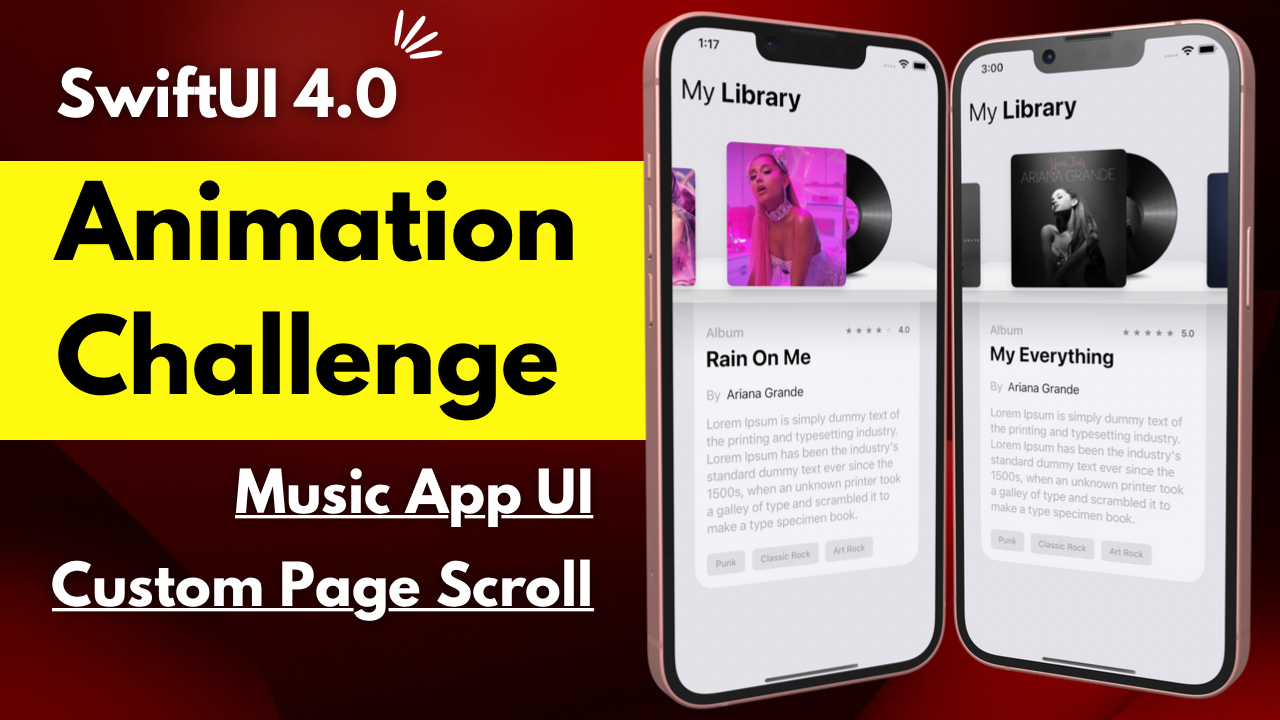 SwiftUI 4.0
Animation
Challenge
Music App UI
Custom Page Scroll
1:17
My Library
Album
4.0
Rain On Me
By Ariana Grande
Lorem Ipsum is simply dummy text of
the printing and typesetting industry.
Lorem Ipsum has been the industry's
standard dummy text ever since the
1500s, when an unknown printer took
a galley of type and scrambled it to
make a type specimen book.
Punk
Classic Rock
Art Rock
3:00
My Library
Yours Truly
ARIANA GRANDE
Album
5.0
My Everything
By Ariana Grande
Lorem Ipsum is simply dummy text of
the printing and typesetting industry.
Lorem Ipsum has been the industry's
standard dummy text ever since the
1500s, when an unknown printer took
a galley of type and scrambled it to
make a type specimen book.
Punk
Classic Rock
Art Rock